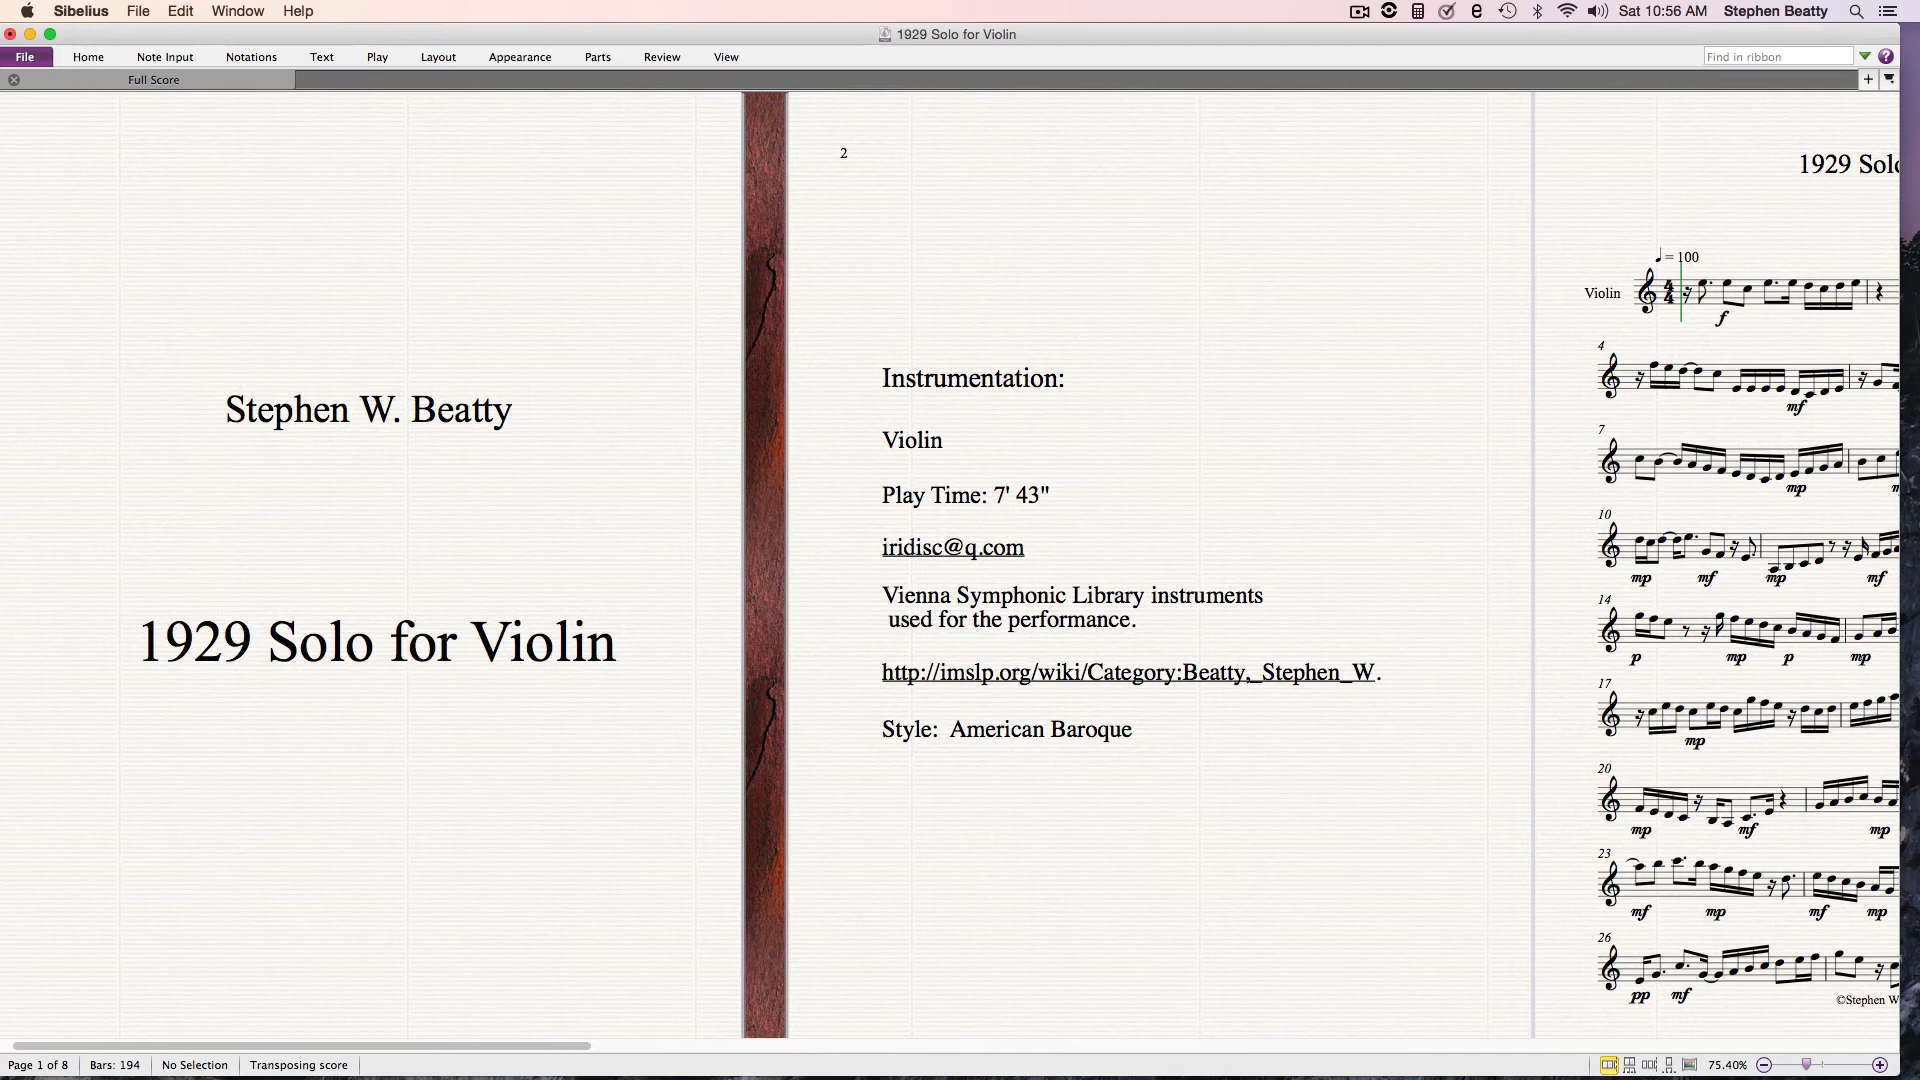 Sibelius File Edit Window Help
Sat 10:56 AM Stephen Beatty
1929 Solo for Violin
File Home Note Input Notations Text Play Layout Appearance Parts Review View
Find in ribbon
?
Full Score
Stephen W. Beatty
1929 Solo for Violin
2
Instrumentation:
Violin
Play Time: 7' 43"
iridisc@q.com
Vienna Symphonic Library instruments
used for the performance.
http://imslp.org/wiki/Category:Beatty,_Stephen_W.
Style: American Baroque
1929 Solo
♩ = 100
Violin
4
4
f
4
mf
7
mp
10
mp mf mp mf
14
p mp p mp
17
mp
20
mp mf mp
23
mf mp mf mp
26
pp mf
©Stephen W
Page 1 of 8 Bars: 194 No Selection Transposing score
75.40%